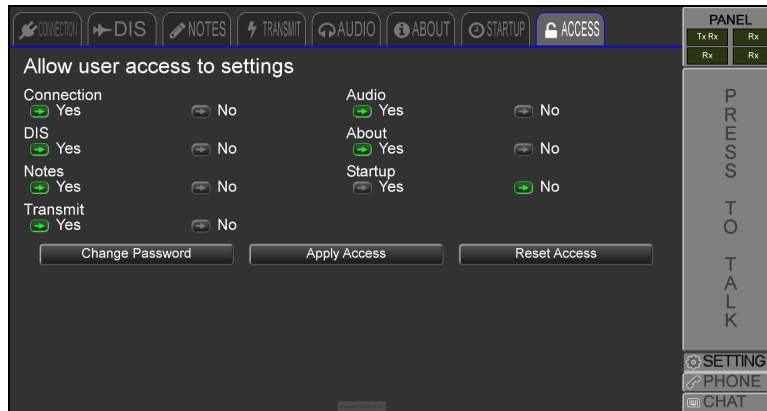 CONNECTION DIS NOTES TRANSMIT AUDIO ABOUT STARTUP ACCESS
Allow user access to settings
Connection
Yes No
DIS
Yes No
Notes
Yes No
Transmit
Yes No
Audio
Yes No
About
Yes No
Startup
Yes No
Change Password Apply Access Reset Access
PANEL
Tx Rx Rx
Rx Rx
PRESS TO TALK
SETTING
PHONE
CHAT